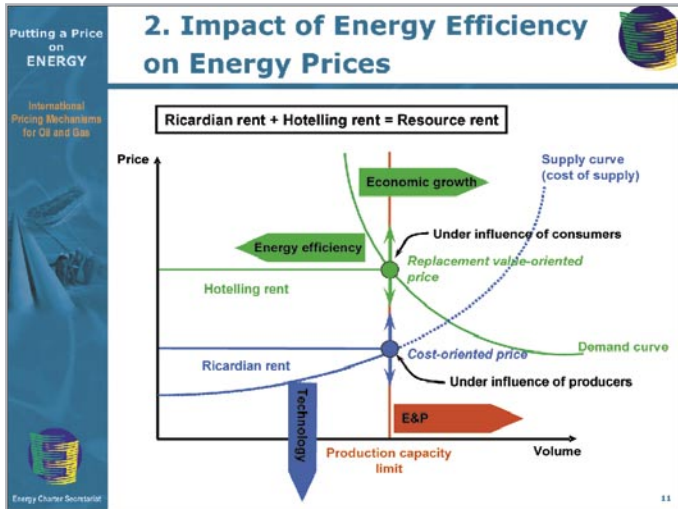 Putting a Price
on
ENERGY
International
Pricing Mechanisms
for Oil and Gas
2. Impact of Energy Efficiency
on Energy Prices
Ricardian rent + Hotelling rent = Resource rent
Price
Supply curve
(cost of supply)
Economic growth
Under influence of consumers
Energy efficiency
Replacement value-oriented
price
Hotelling rent
Demand curve
Cost-oriented price
Ricardian rent
Under influence of producers
Technology
E&P
Volume
Production capacity
limit
Energy Charter Secretariat
11